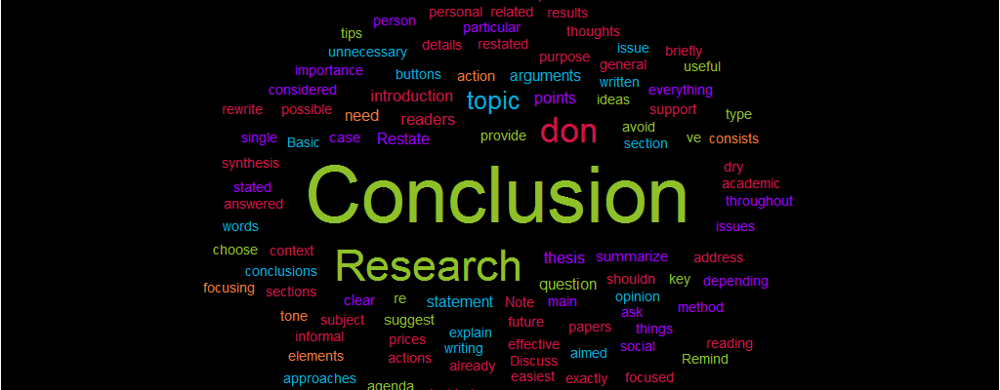 personal related results
person particular
tips thoughts
unnecessary details restated issue briefly
importance buttons action arguments purpose general useful
considered written everything
introduction topic points ideas
rewrite possible need readers support type
single Basic case Restate provide don avoid section ve consists
synthesis dry
stated academic
answered Conclusion throughout
words issues
choose context thesis summarize address
conclusions Research
focusing sections question shouldn key depending
clear re statement Note main opinion
tone subject suggest future ask method
informal explain papers things
prices writing effective social reading
elements actions already Discuss aimed Remind
approaches easiest exactly focused
agenda